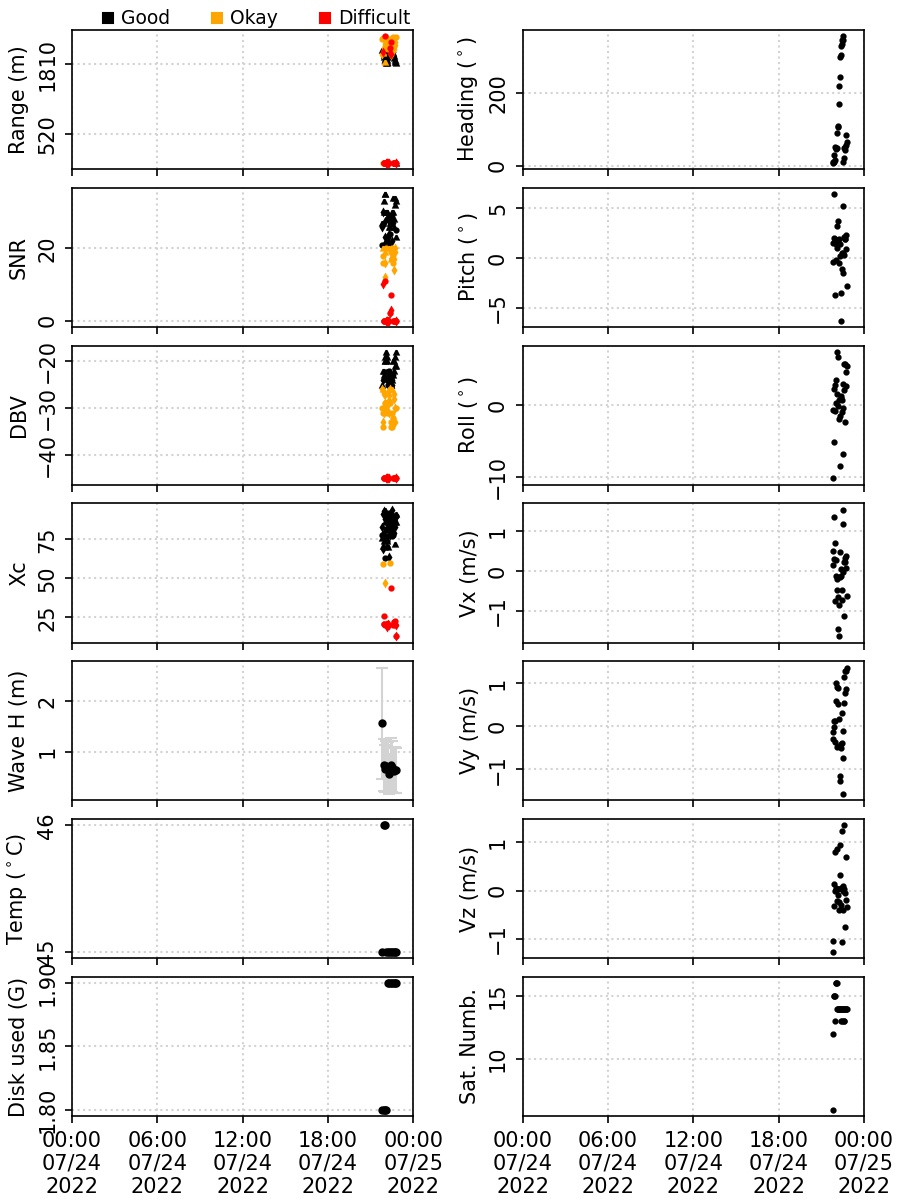 Good Okay Difficult
Range (m)
1810
520
Heading (°)
200
0
SNR
20
0
Pitch (°)
5
0
−5
DBV
−20
−30
−40
Roll (°)
0
−10
Xc
75
50
25
Vx (m/s)
1
0
−1
Wave H (m)
2
1
Vy (m/s)
1
0
−1
Temp (°C)
46
45
Vz (m/s)
1
0
−1
Disk used (G)
1.90
1.85
1.80
Sat. Numb.
15
10
00:00 06:00 12:00 18:00 00:00
07/24 07/24 07/24 07/24 07/25
2022 2022 2022 2022 2022
00:00 06:00 12:00 18:00 00:00
07/24 07/24 07/24 07/24 07/25
2022 2022 2022 2022 2022